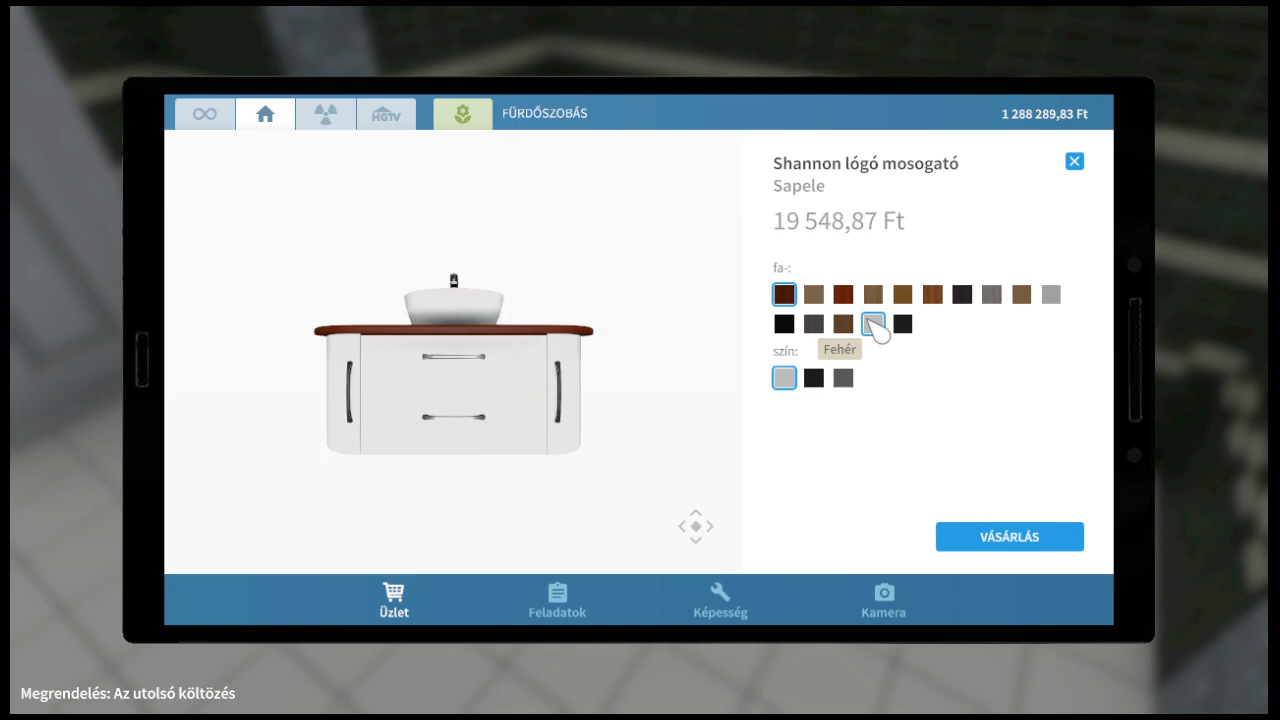 HGTV
FÜRDŐSZOBÁS
1 288 289,83 Ft
Shannon lógó mosogató
Sapele
19 548,87 Ft
fa-:
szín:
Fehér
VÁSÁRLÁS
Üzlet
Feladatok
Képesség
Kamera
Megrendelés: Az utolsó költözés